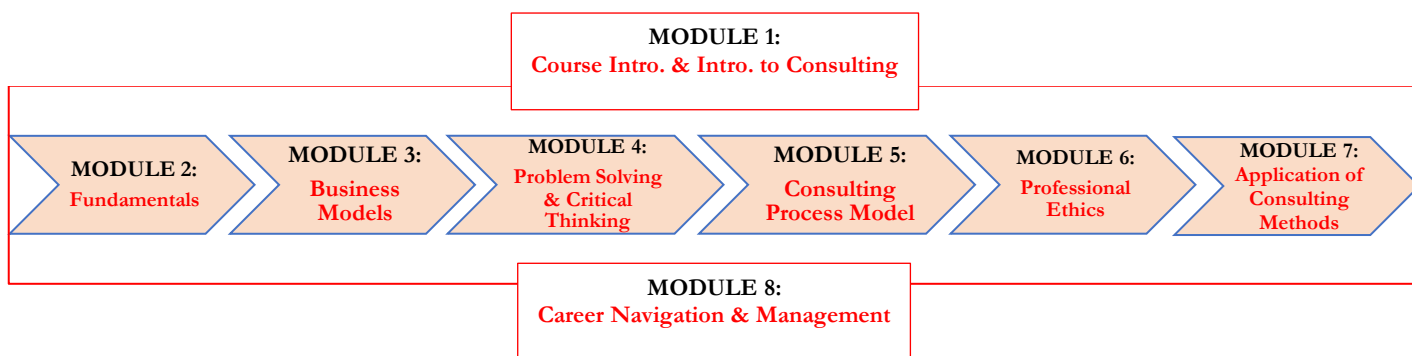 MODULE 1:
Course Intro. & Intro. to Consulting
MODULE 2:
Fundamentals
MODULE 3:
Business
Models
MODULE 4:
Problem Solving
& Critical
Thinking
MODULE 5:
Consulting
Process Model
MODULE 6:
Professional
Ethics
MODULE 7:
Application of
Consulting
Methods
MODULE 8:
Career Navigation & Management